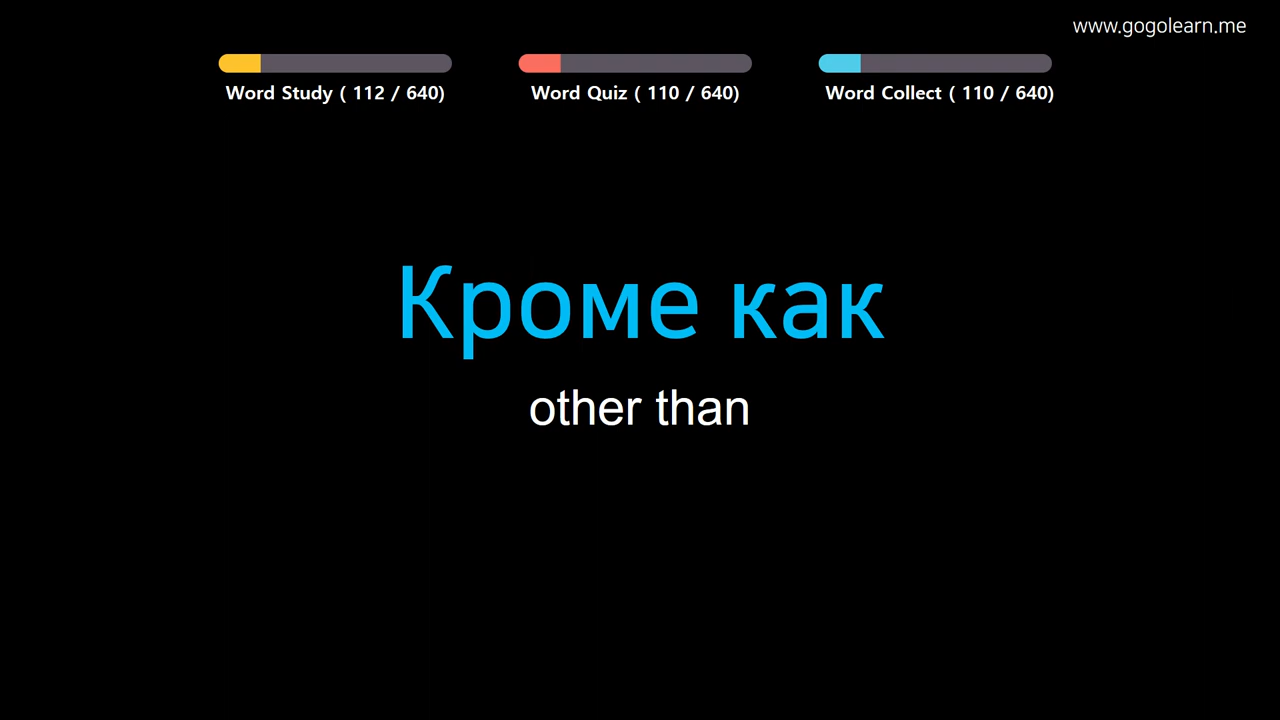 www.gogolearn.me
Word Study ( 112 / 640)
Word Quiz ( 110 / 640)
Word Collect ( 110 / 640)
Кроме как
other than